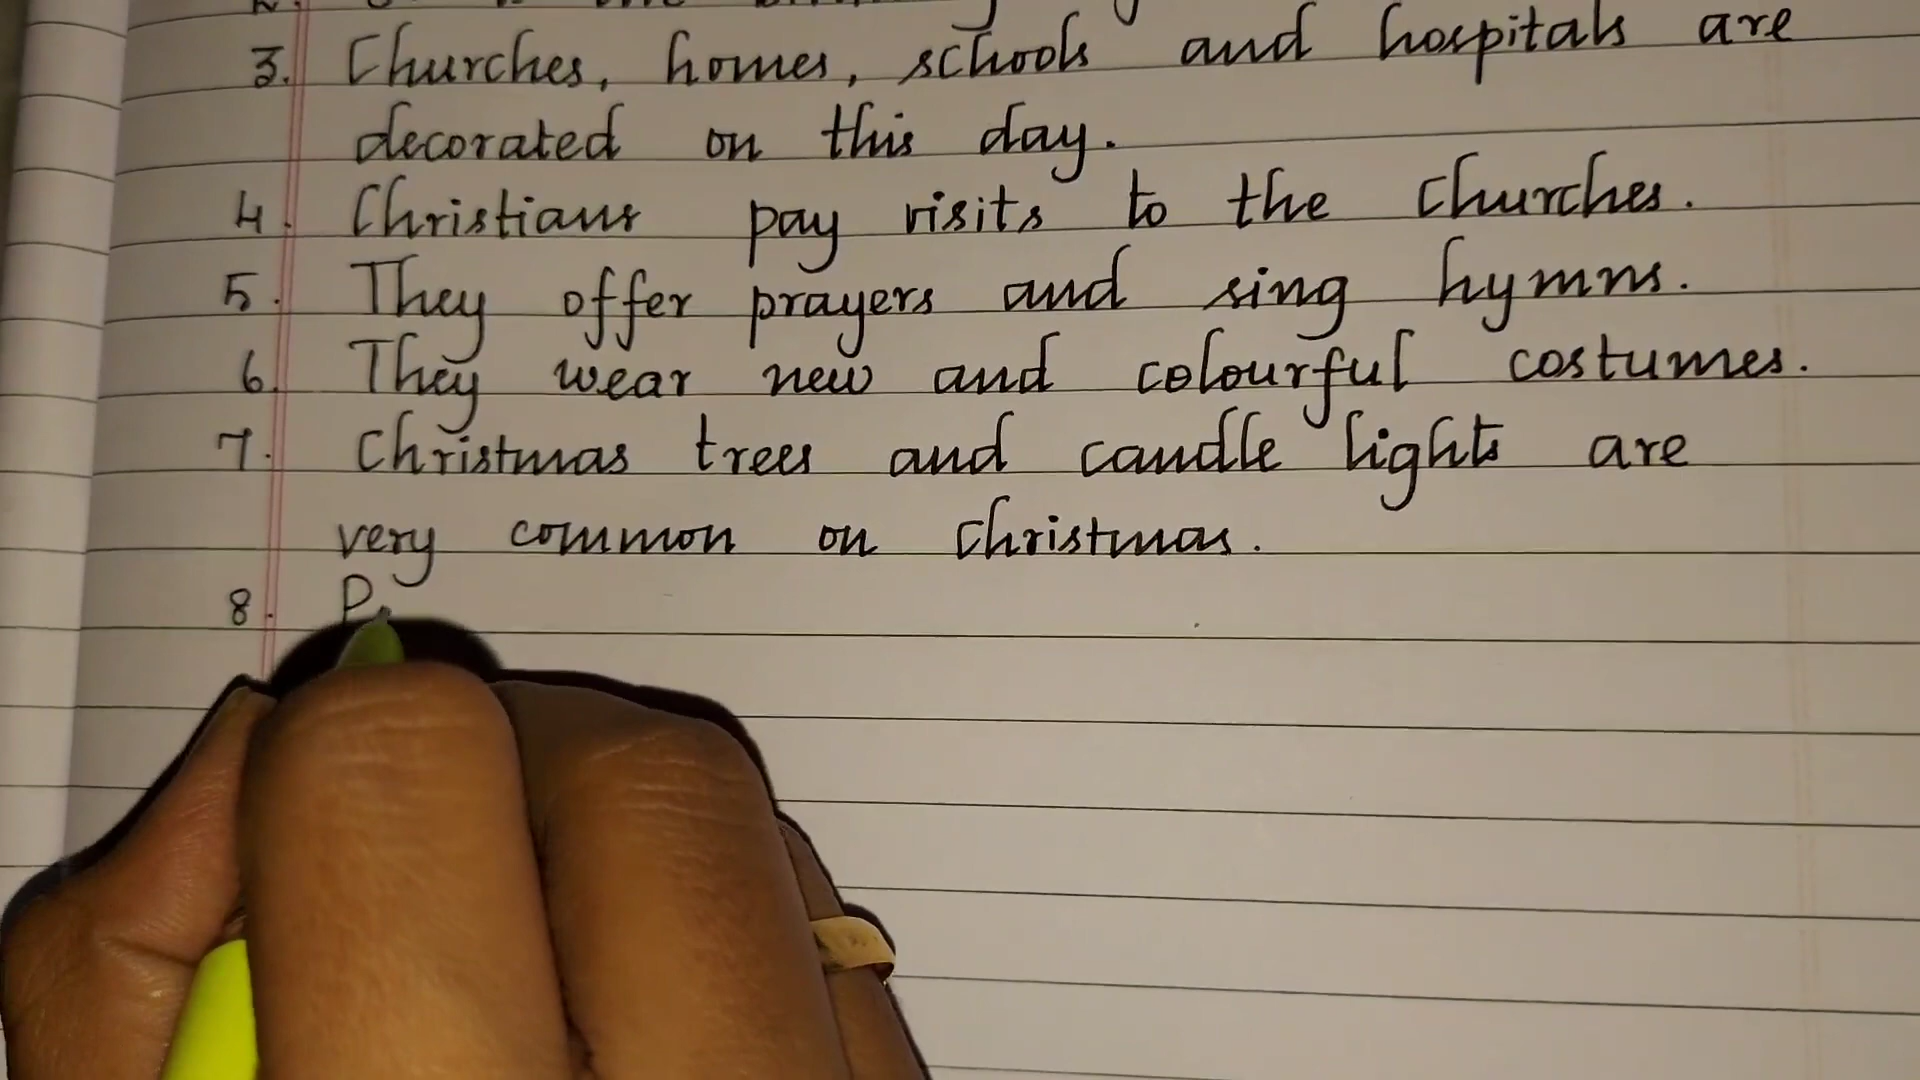 3. Churches, homes, schools and hospitals are
decorated on this day.
4. Christians pay visits to the churches.
5. They offer prayers and sing hymns.
6. They wear new and colourful costumes.
7. Christmas trees and candle lights are
very common on Christmas.
8. P